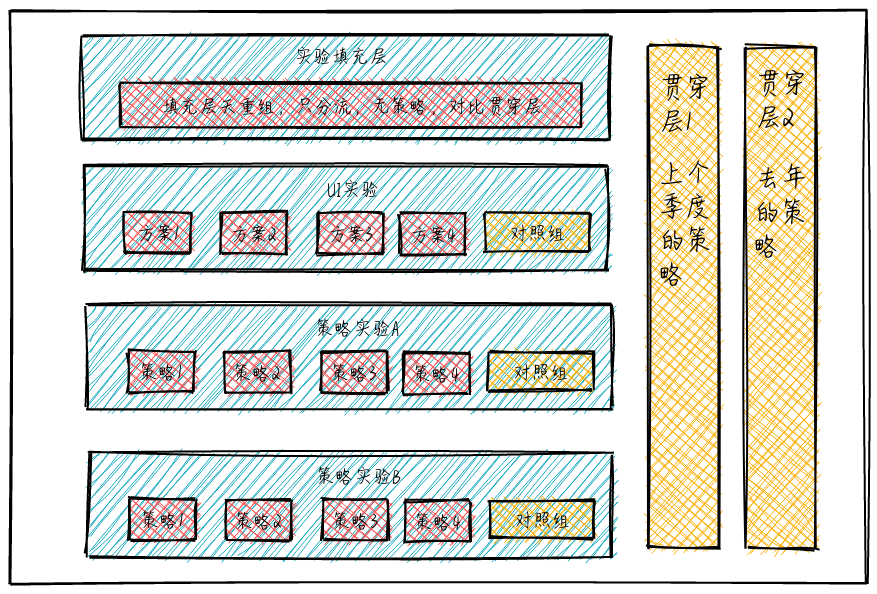 实验填充层
填充层天重组，只分流，无策略，对比贯穿层
UI实验
方案1
方案2
方案3
方案4
对照组
策略实验A
策略1
策略2
策略3
策略4
对照组
策略实验B
策略1
策略2
策略3
策略4
对照组
贯穿
层1
上个
季度
的策
略
贯穿
层2
去年
的策
略